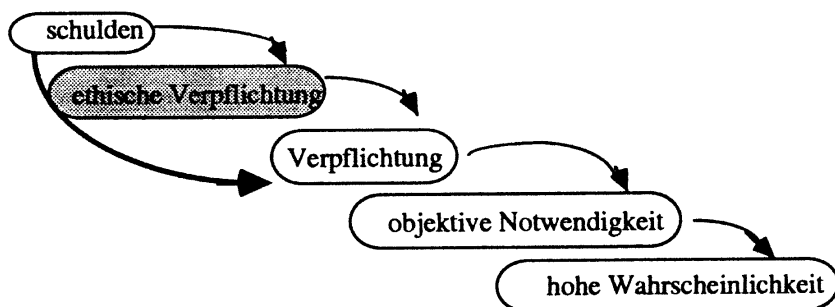 schulden
ethische Verpflichtung
Verpflichtung
objektive Notwendigkeit
hohe Wahrscheinlichkeit